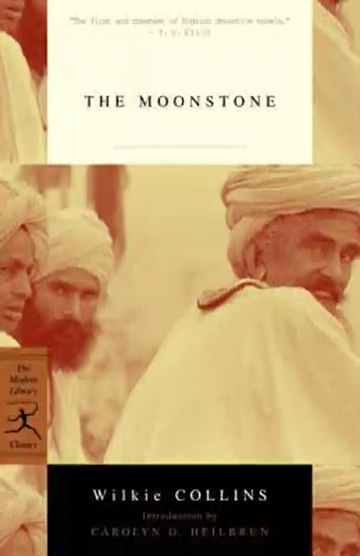 "The first and greatest of English detective novels."
— T. S. ELIOT
THE MOONSTONE
The
Modern
Library
Classics
Wilkie COLLINS
Introduction by
CAROLYN G. HEILBRUN